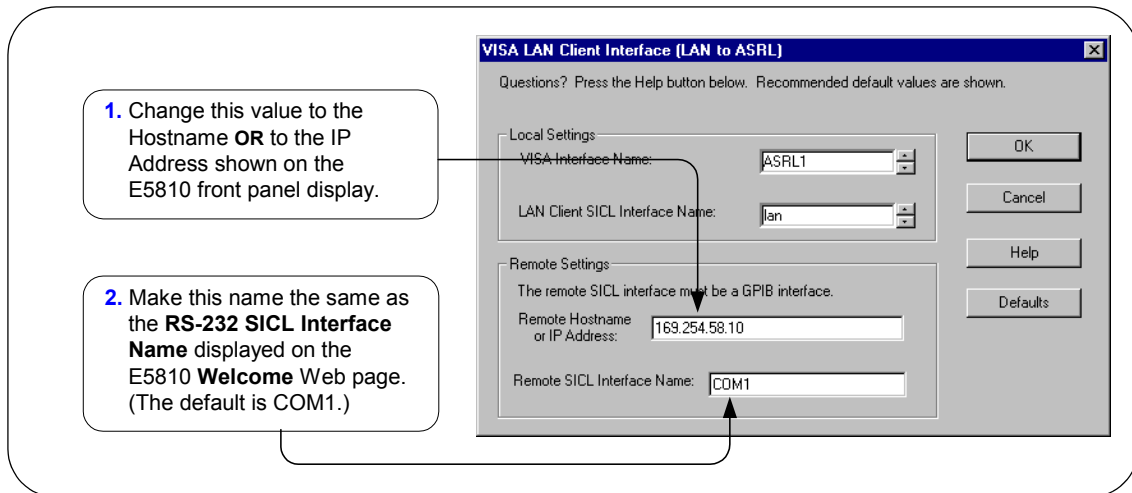 1. Change this value to the
Hostname OR to the IP
Address shown on the
E5810 front panel display.
2. Make this name the same as
the RS-232 SICL Interface
Name displayed on the
E5810 Welcome Web page.
(The default is COM1.)
VISA LAN Client Interface (LAN to ASRL)
Questions? Press the Help button below. Recommended default values are shown.
Local Settings
VISA Interface Name:
ASRL1
LAN Client SICL Interface Name:
lan
Remote Settings
The remote SICL interface must be a GPIB interface.
Remote Hostname
or IP Address:
169.254.58.10
Remote SICL Interface Name:
COM1
OK
Cancel
Help
Defaults